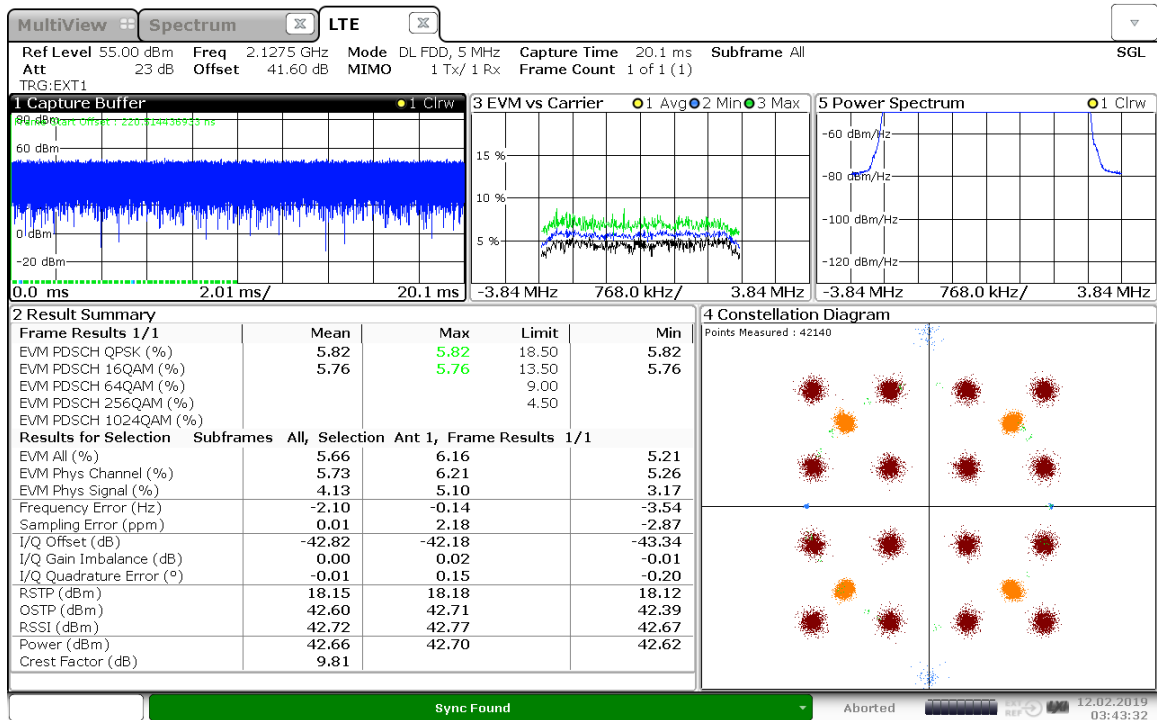 MultiView Spectrum LTE
Ref Level 55.00 dBm Freq 2.1275 GHz Mode DL FDD, 5 MHz Capture Time 20.1 ms Subframe All SGL
Att 23 dB Offset 41.60 dB MIMO 1 Tx/ 1 Rx Frame Count 1 of 1 (1)
TRG:EXT1
1 Capture Buffer 1 Clrw
80 dBm
Frame Start Offset : 220.514436933 ns
60 dBm
0 dBm
-20 dBm
0.0 ms 2.01 ms/ 20.1 ms
3 EVM vs Carrier 1 Avg 2 Min 3 Max
15 %
10 %
5 %
-3.84 MHz 768.0 kHz/ 3.84 MHz
5 Power Spectrum 1 Clrw
-60 dBm/Hz
-80 dBm/Hz
-100 dBm/Hz
-120 dBm/Hz
-3.84 MHz 768.0 kHz/ 3.84 MHz
2 Result Summary
Frame Results 1/1 Mean Max Limit Min
EVM PDSCH QPSK (%) 5.82 5.82 18.50 5.82
EVM PDSCH 16QAM (%) 5.76 5.76 13.50 5.76
EVM PDSCH 64QAM (%) 9.00
EVM PDSCH 256QAM (%) 4.50
EVM PDSCH 1024QAM (%)
Results for Selection Subframes All, Selection Ant 1, Frame Results 1/1
EVM All (%) 5.66 6.16 5.21
EVM Phys Channel (%) 5.73 6.21 5.26
EVM Phys Signal (%) 4.13 5.10 3.17
Frequency Error (Hz) -2.10 -0.14 -3.54
Sampling Error (ppm) 0.01 2.18 -2.87
I/Q Offset (dB) -42.82 -42.18 -43.34
I/Q Gain Imbalance (dB) 0.00 0.02 -0.01
I/Q Quadrature Error (°) -0.01 0.15 -0.20
RSTP (dBm) 18.15 18.18 18.12
OSTP (dBm) 42.60 42.71 42.39
RSSI (dBm) 42.72 42.77 42.67
Power (dBm) 42.66 42.70 42.62
Crest Factor (dB) 9.81
4 Constellation Diagram
Points Measured : 42140
Sync Found
Aborted
EXT REF
12.02.2019
03:43:32